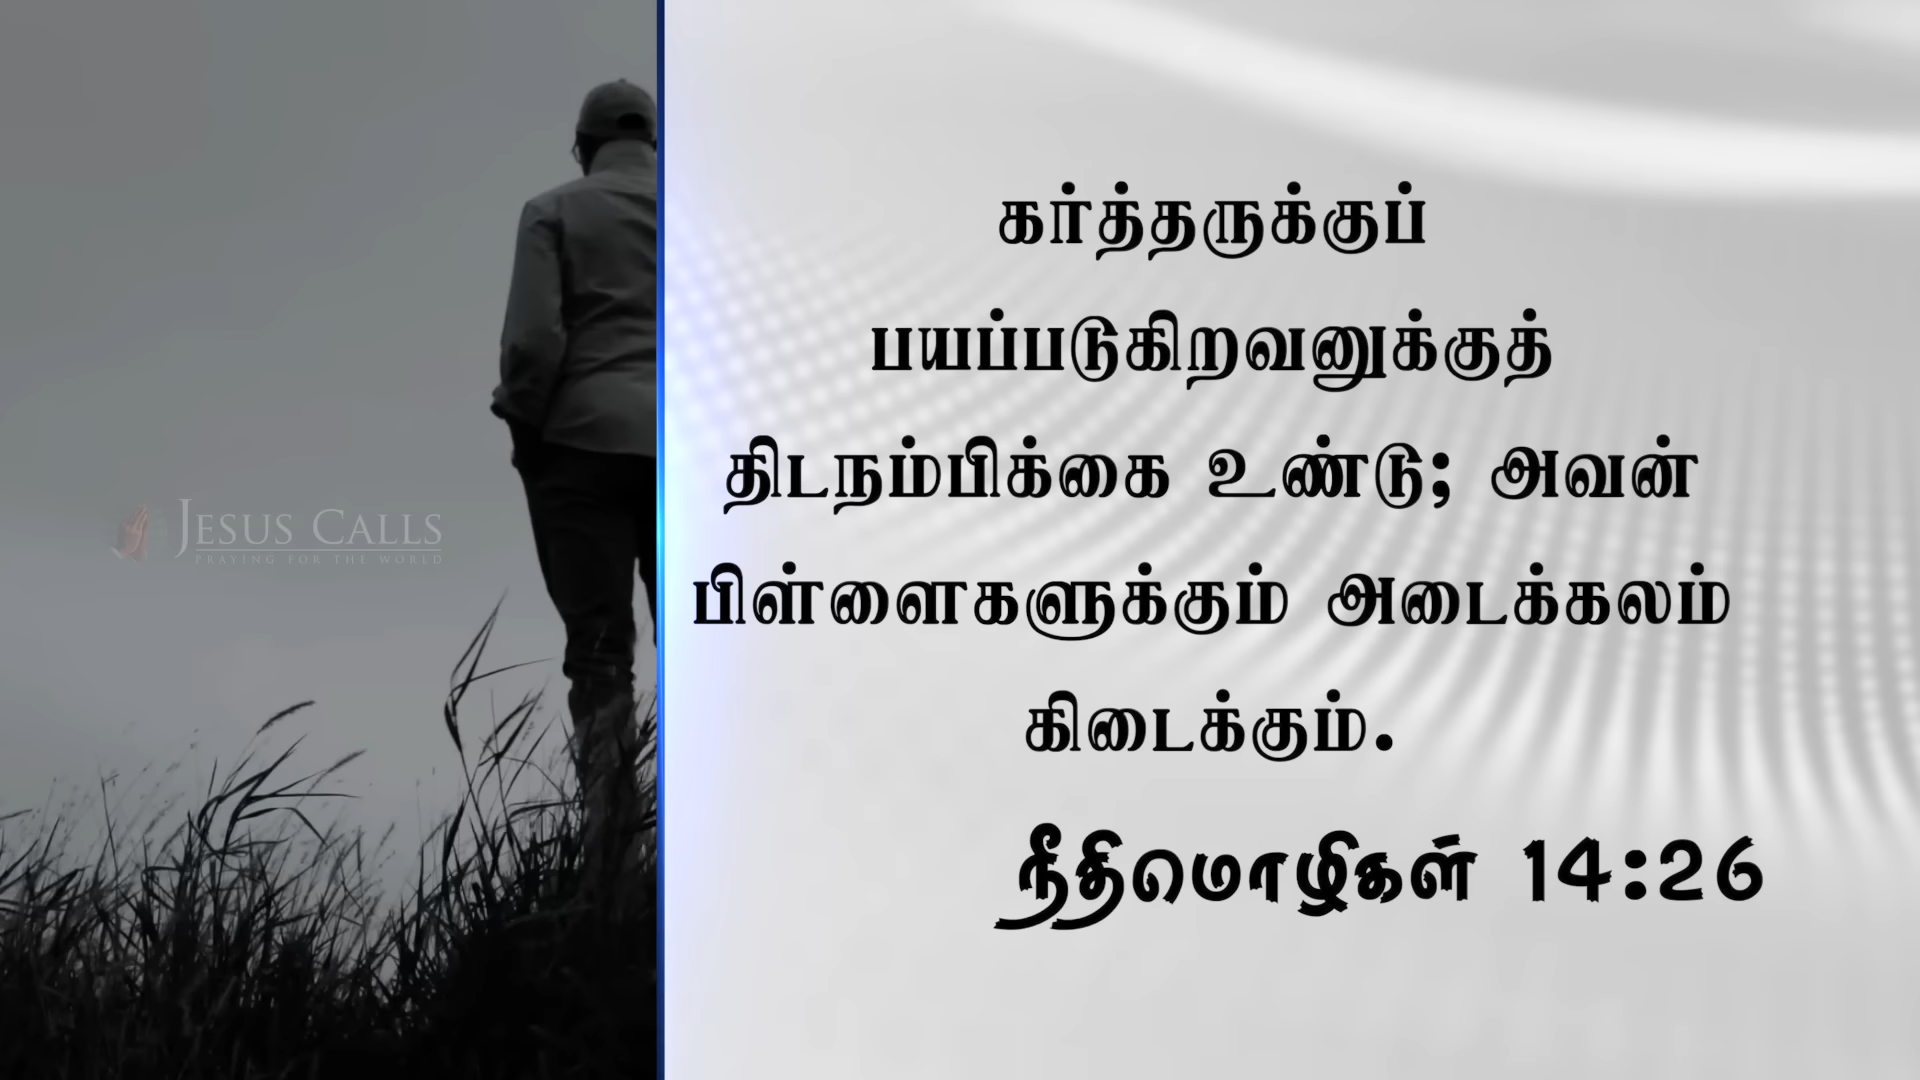 JESUS CALLS
PRAYING FOR THE WORLD
கர்த்தருக்குப்
பயப்படுகிறவனுக்குத்
திடநம்பிக்கை உண்டு; அவன்
பிள்ளைகளுக்கும் அடைக்கலம்
கிடைக்கும்.
நீதிமொழிகள் 14:26